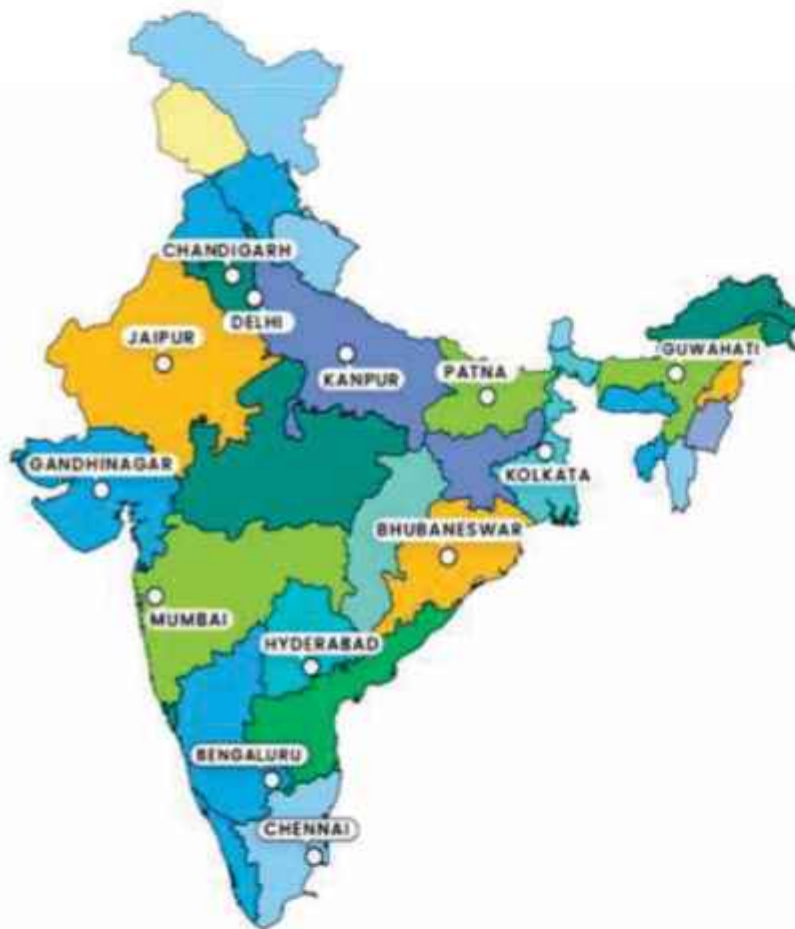 CHANDIGARH
DELHI
JAIPUR
KANPUR
PATNA
GUWAHATI
GANDHINAGAR
KOLKATA
BHUBANESWAR
MUMBAI
HYDERABAD
BENGALURU
CHENNAI